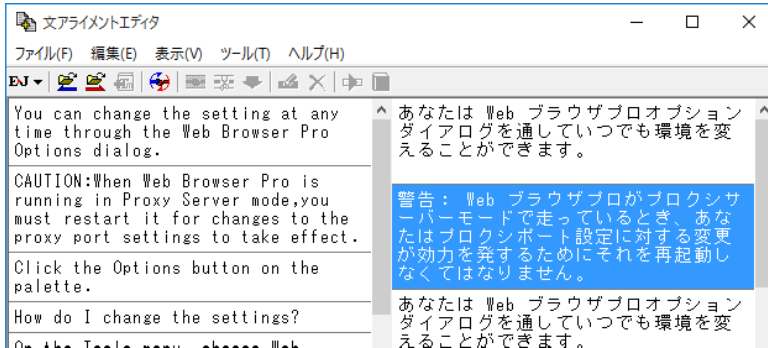 文アライメントエディタ
ファイル(F) 編集(E) 表示(V) ツール(T) ヘルプ(H)
EJ
You can change the setting at any
time through the Web Browser Pro
Options dialog.
CAUTION:When Web Browser Pro is
running in Proxy Server mode,you
must restart it for changes to the
proxy port settings to take effect.
Click the Options button on the
palette.
How do I change the settings?
On the Tools menu, choose Web
あなたは Web ブラウザプロオプション
ダイアログを通していつでも環境を変
えることができます。
警告: Web ブラウザプロがプロクシサ
ーバーモードで走っているとき、あな
たはプロクシポート設定に対する変更
が効力を発するためにそれを再起動し
なくてはなりません。
あなたは Web ブラウザプロオプション
ダイアログを通していつでも環境を変
えることができます。